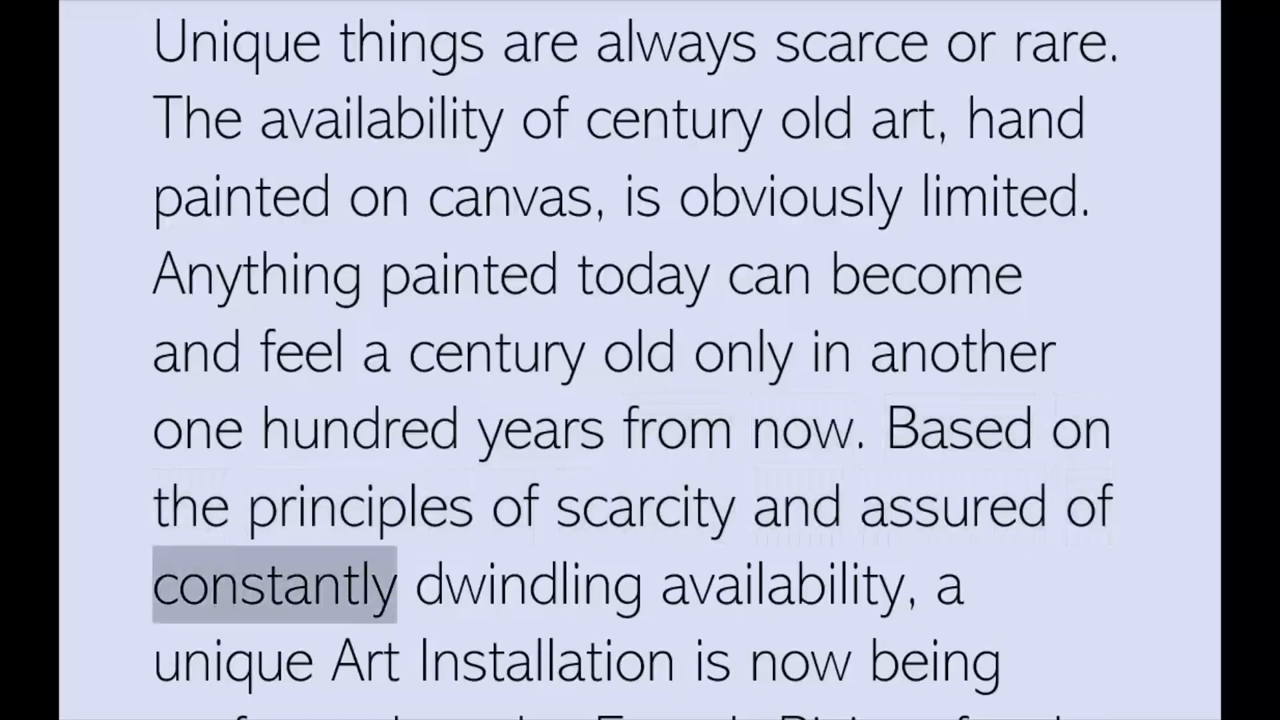 Unique things are always scarce or rare.
The availability of century old art, hand
painted on canvas, is obviously limited.
Anything painted today can become
and feel a century old only in another
one hundred years from now. Based on
the principles of scarcity and assured of
constantly dwindling availability, a
unique Art Installation is now being